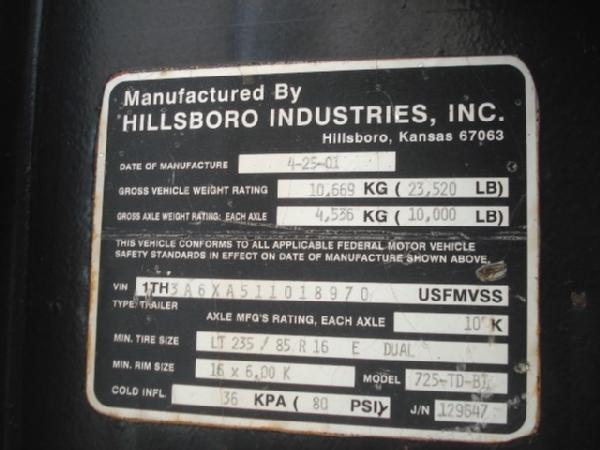 Manufactured By
HILLSBORO INDUSTRIES, INC.
Hillsboro, Kansas 67063
DATE OF MANUFACTURE 4-25-01
GROSS VEHICLE WEIGHT RATING 10,669 KG ( 23,520 LB)
GROSS AXLE WEIGHT RATING: EACH AXLE 4,536 KG ( 10,000 LB)
THIS VEHICLE CONFORMS TO ALL APPLICABLE FEDERAL MOTOR VEHICLE
SAFETY STANDARDS IN EFFECT ON DATE OF MANUFACTURE SHOWN ABOVE.
VIN 1TH3A6XA511018970 USFMVSS
TYPE: TRAILER
AXLE MFG'S RATING, EACH AXLE 10 K
MIN. TIRE SIZE LT 235 / 85 R 16 E DUAL
MIN. RIM SIZE 16 x 6.00 K MODEL 725-TD-BT
COLD INFL. 36 KPA ( 80 PSI) J/N 129647